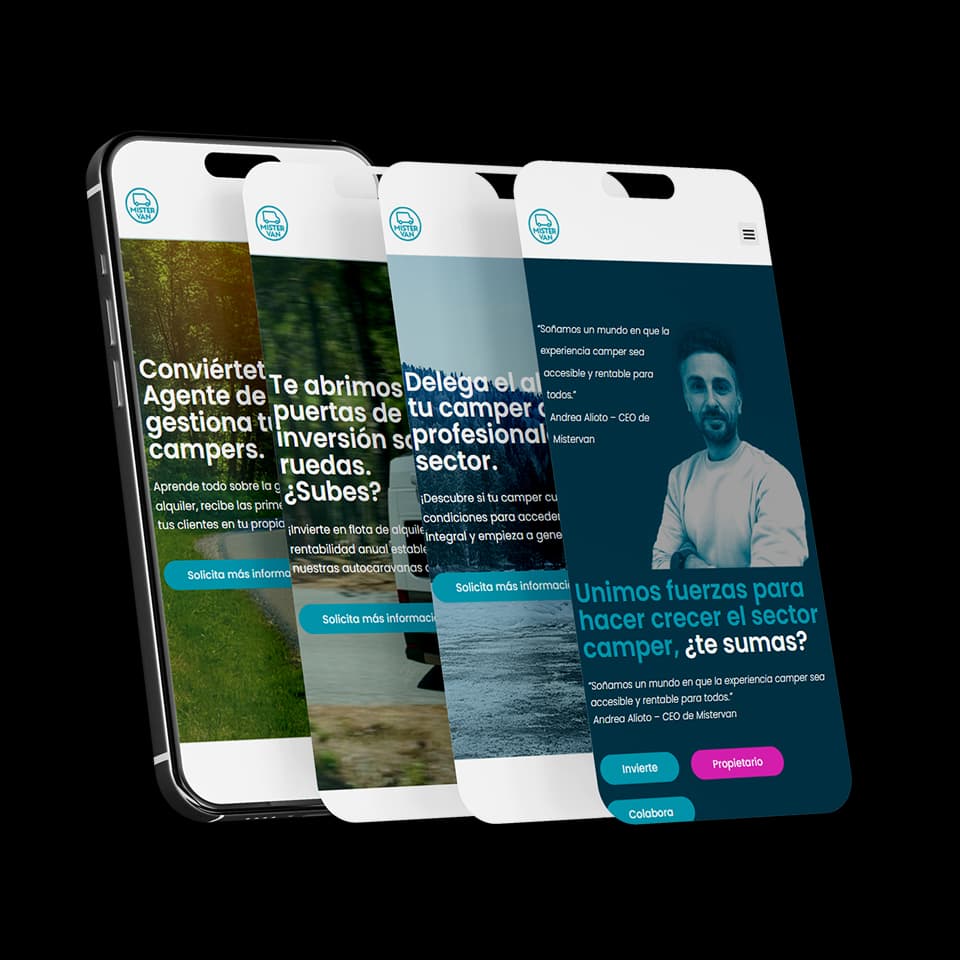 MISTER
VAN
Conviértet
Agente de
gestiona tu
campers.
Aprende todo sobre la g
alquiler, recibe las prime
tus clientes en tu propia
Solicita más informa
MISTER
VAN
Te abrimos
puertas de
inversión so
ruedas.
¿Subes?
¡Invierte en flota de alquile
rentabilidad anual estable
nuestras autocaravanas
Solicita más informaci
MISTER
VAN
Delega el al
tu camper
profesional
sector.
¡Descubre si tu camper cu
condiciones para acceder
Integral y empieza a gene
Solicita más informaci
MISTER
VAN
“Soñamos un mundo en que la
experiencia camper sea
accesible y rentable para
todos.”
Andrea Alioto – CEO de
Mistervan
Unimos fuerzas para
hacer crecer el sector
camper, ¿te sumas?
“Soñamos un mundo en que la experiencia camper sea
accesible y rentable para todos.”
Andrea Alioto – CEO de Mistervan
Invierte
Propietario
Colabora